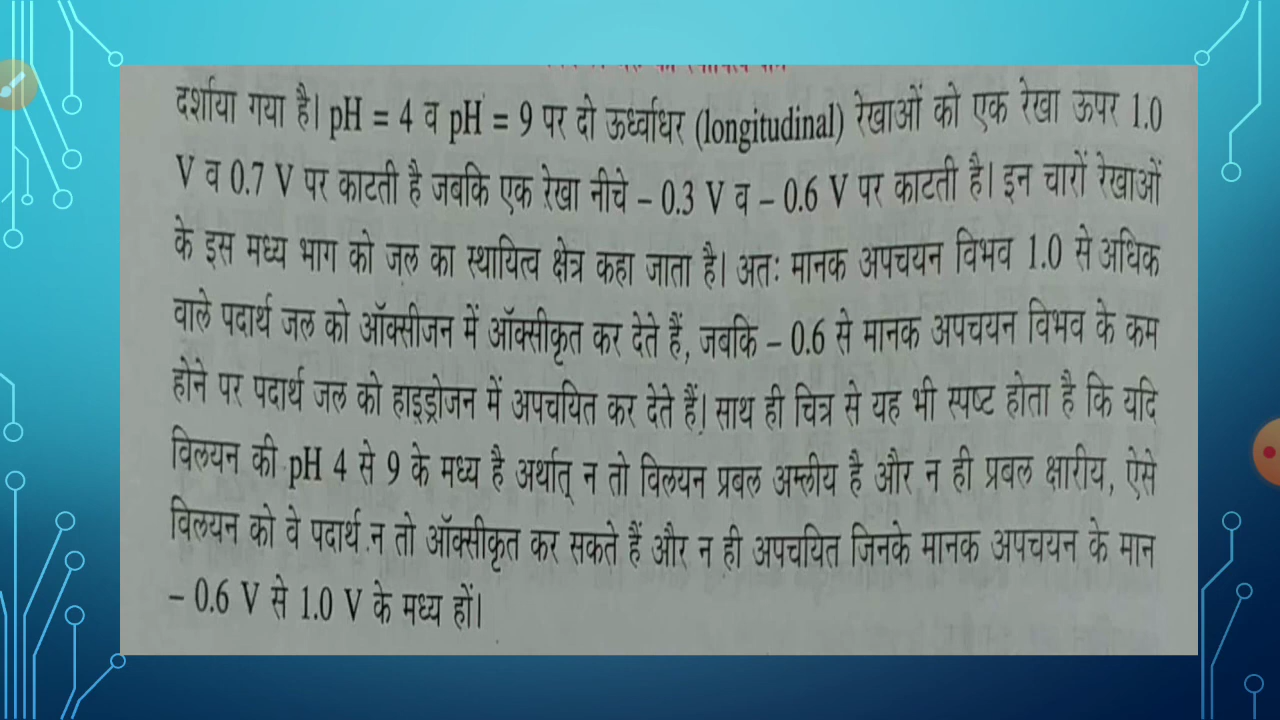 दर्शाया गया है। pH = 4 व pH = 9 पर दो ऊर्ध्वाधर (longitudinal) रेखाओं को एक रेखा ऊपर 1.0
V व 0.7 V पर काटती है जबकि एक रेखा नीचे – 0.3 V व – 0.6 V पर काटती है। इन चारों रेखाओं
के इस मध्य भाग को जल का स्थायित्व क्षेत्र कहा जाता है। अतः मानक अपचयन विभव 1.0 से अधिक
वाले पदार्थ जल को ऑक्सीजन में ऑक्सीकृत कर देते हैं, जबकि – 0.6 से मानक अपचयन विभव के कम
होने पर पदार्थ जल को हाइड्रोजन में अपचयित कर देते हैं। साथ ही चित्र से यह भी स्पष्ट होता है कि यदि
विलयन की pH 4 से 9 के मध्य है अर्थात् न तो विलयन प्रबल अम्लीय है और न ही प्रबल क्षारीय, ऐसे
विलयन को वे पदार्थ न तो ऑक्सीकृत कर सकते हैं और न ही अपचयित जिनके मानक अपचयन के मान
– 0.6 V से 1.0 V के मध्य हों।